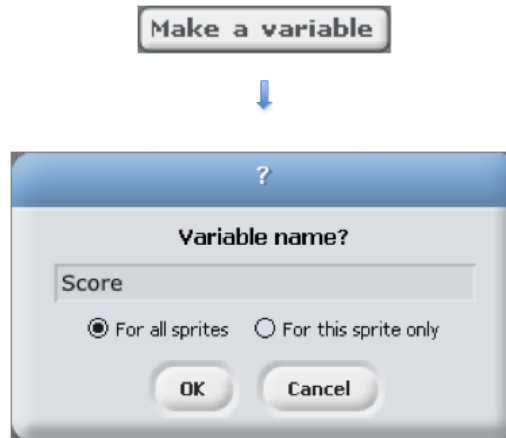 Make a variable
?
Variable name?
Score
For all sprites For this sprite only
OK Cancel